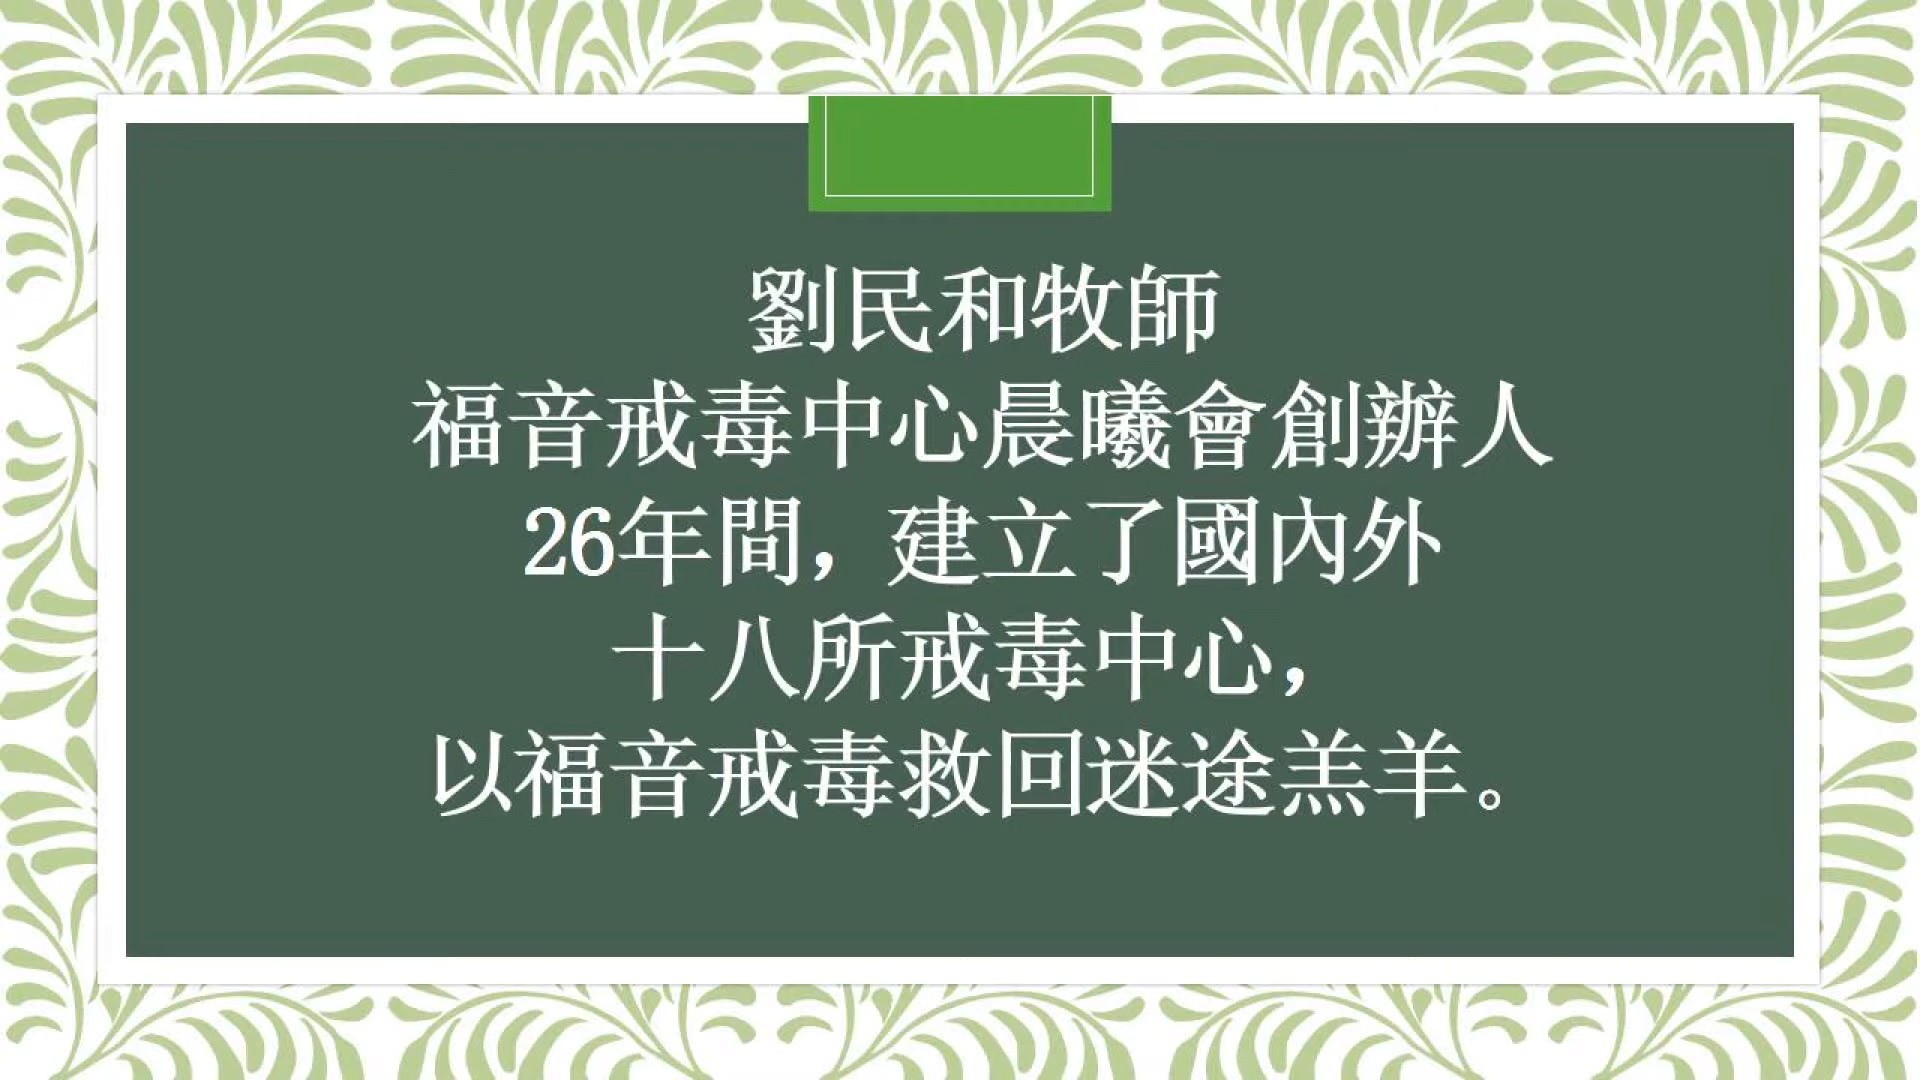 劉民和牧師
福音戒毒中心晨曦會創辦人
26年間，建立了國內外
十八所戒毒中心，
以福音戒毒救回迷途羔羊。